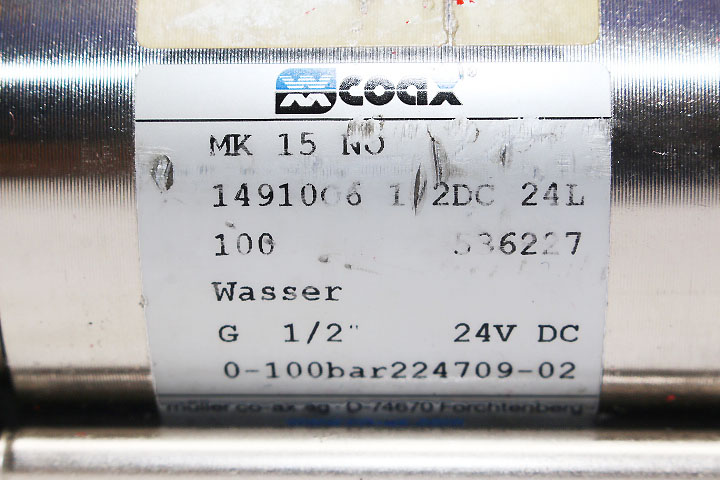 coax®
MK 15 NO
1491006 1/2DC 24L
100 536227
Wasser
G 1/2" 24V DC
0-100bar224709-02
müller co-ax ag · D-74670 Forchtenberg